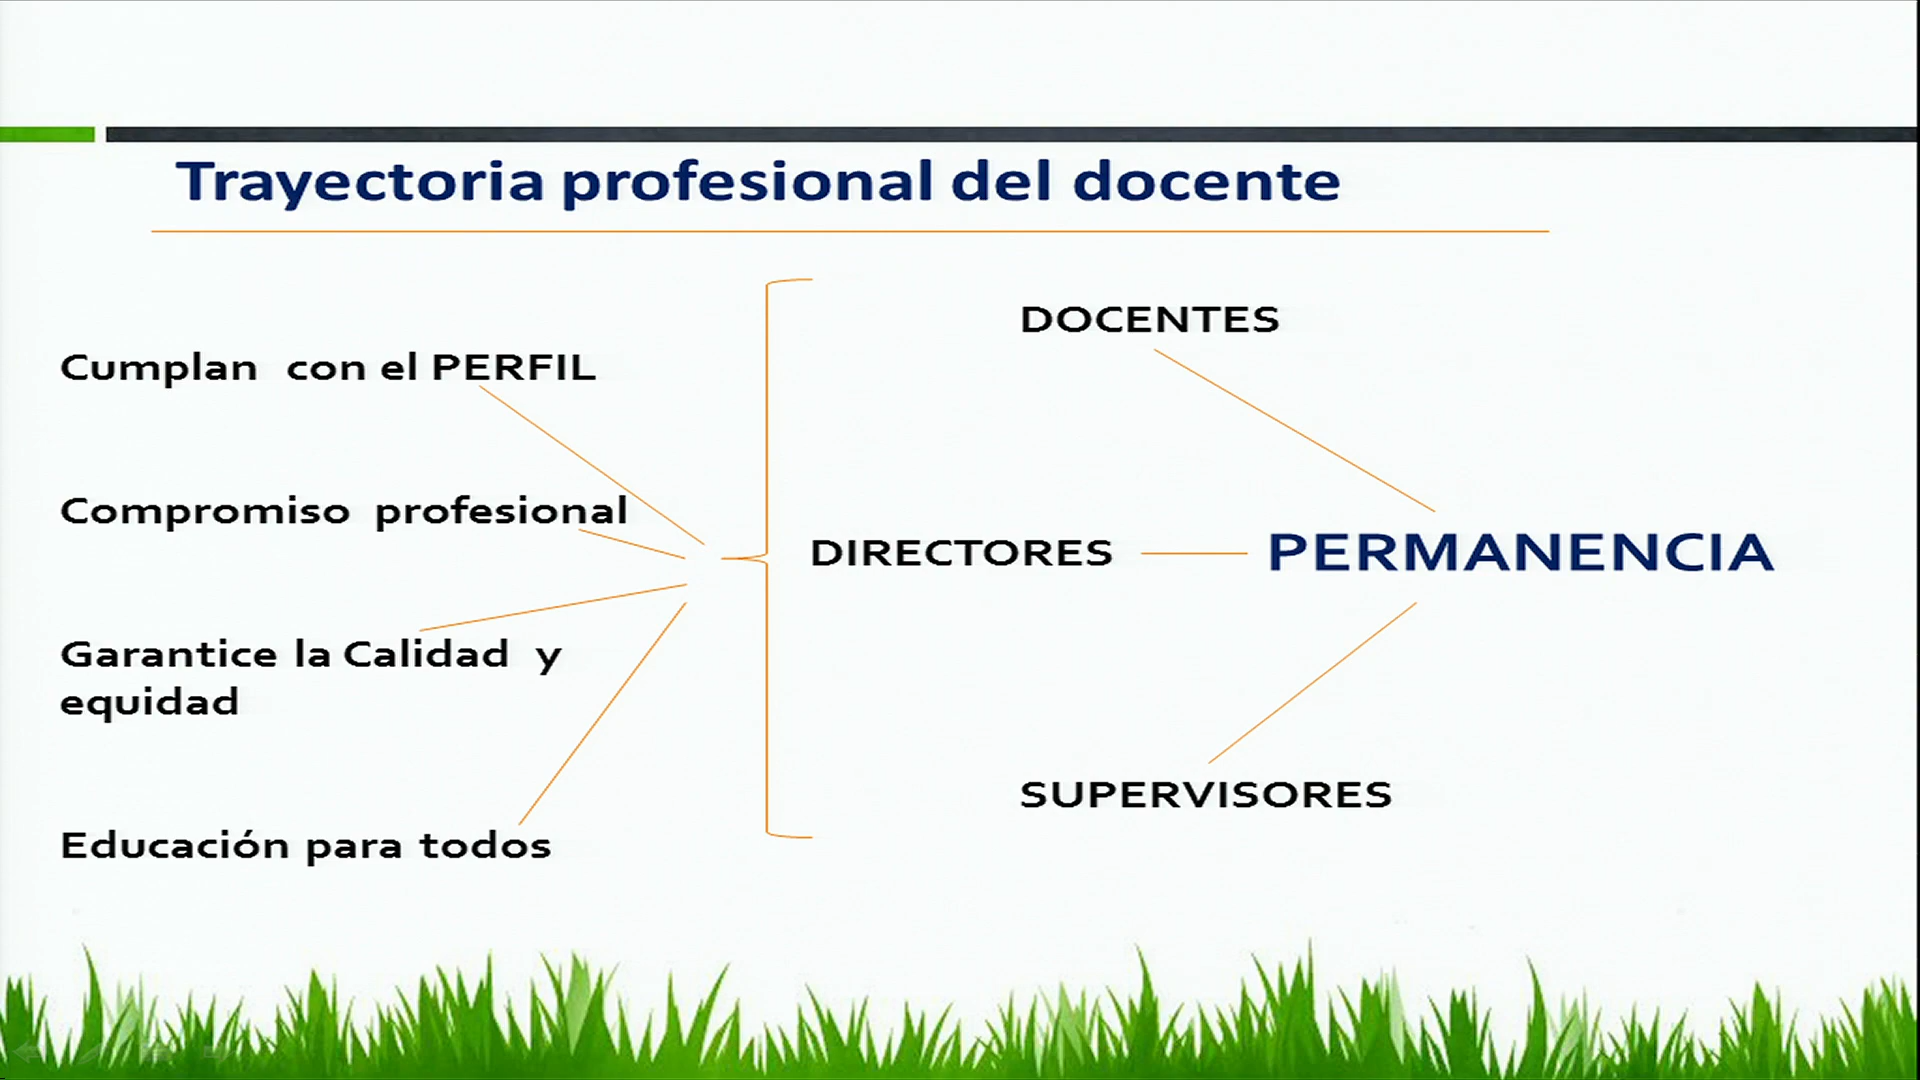 Trayectoria profesional del docente
Cumplan con el PERFIL
Compromiso profesional
Garantice la Calidad y
equidad
Educación para todos
DOCENTES
DIRECTORES
SUPERVISORES
PERMANENCIA